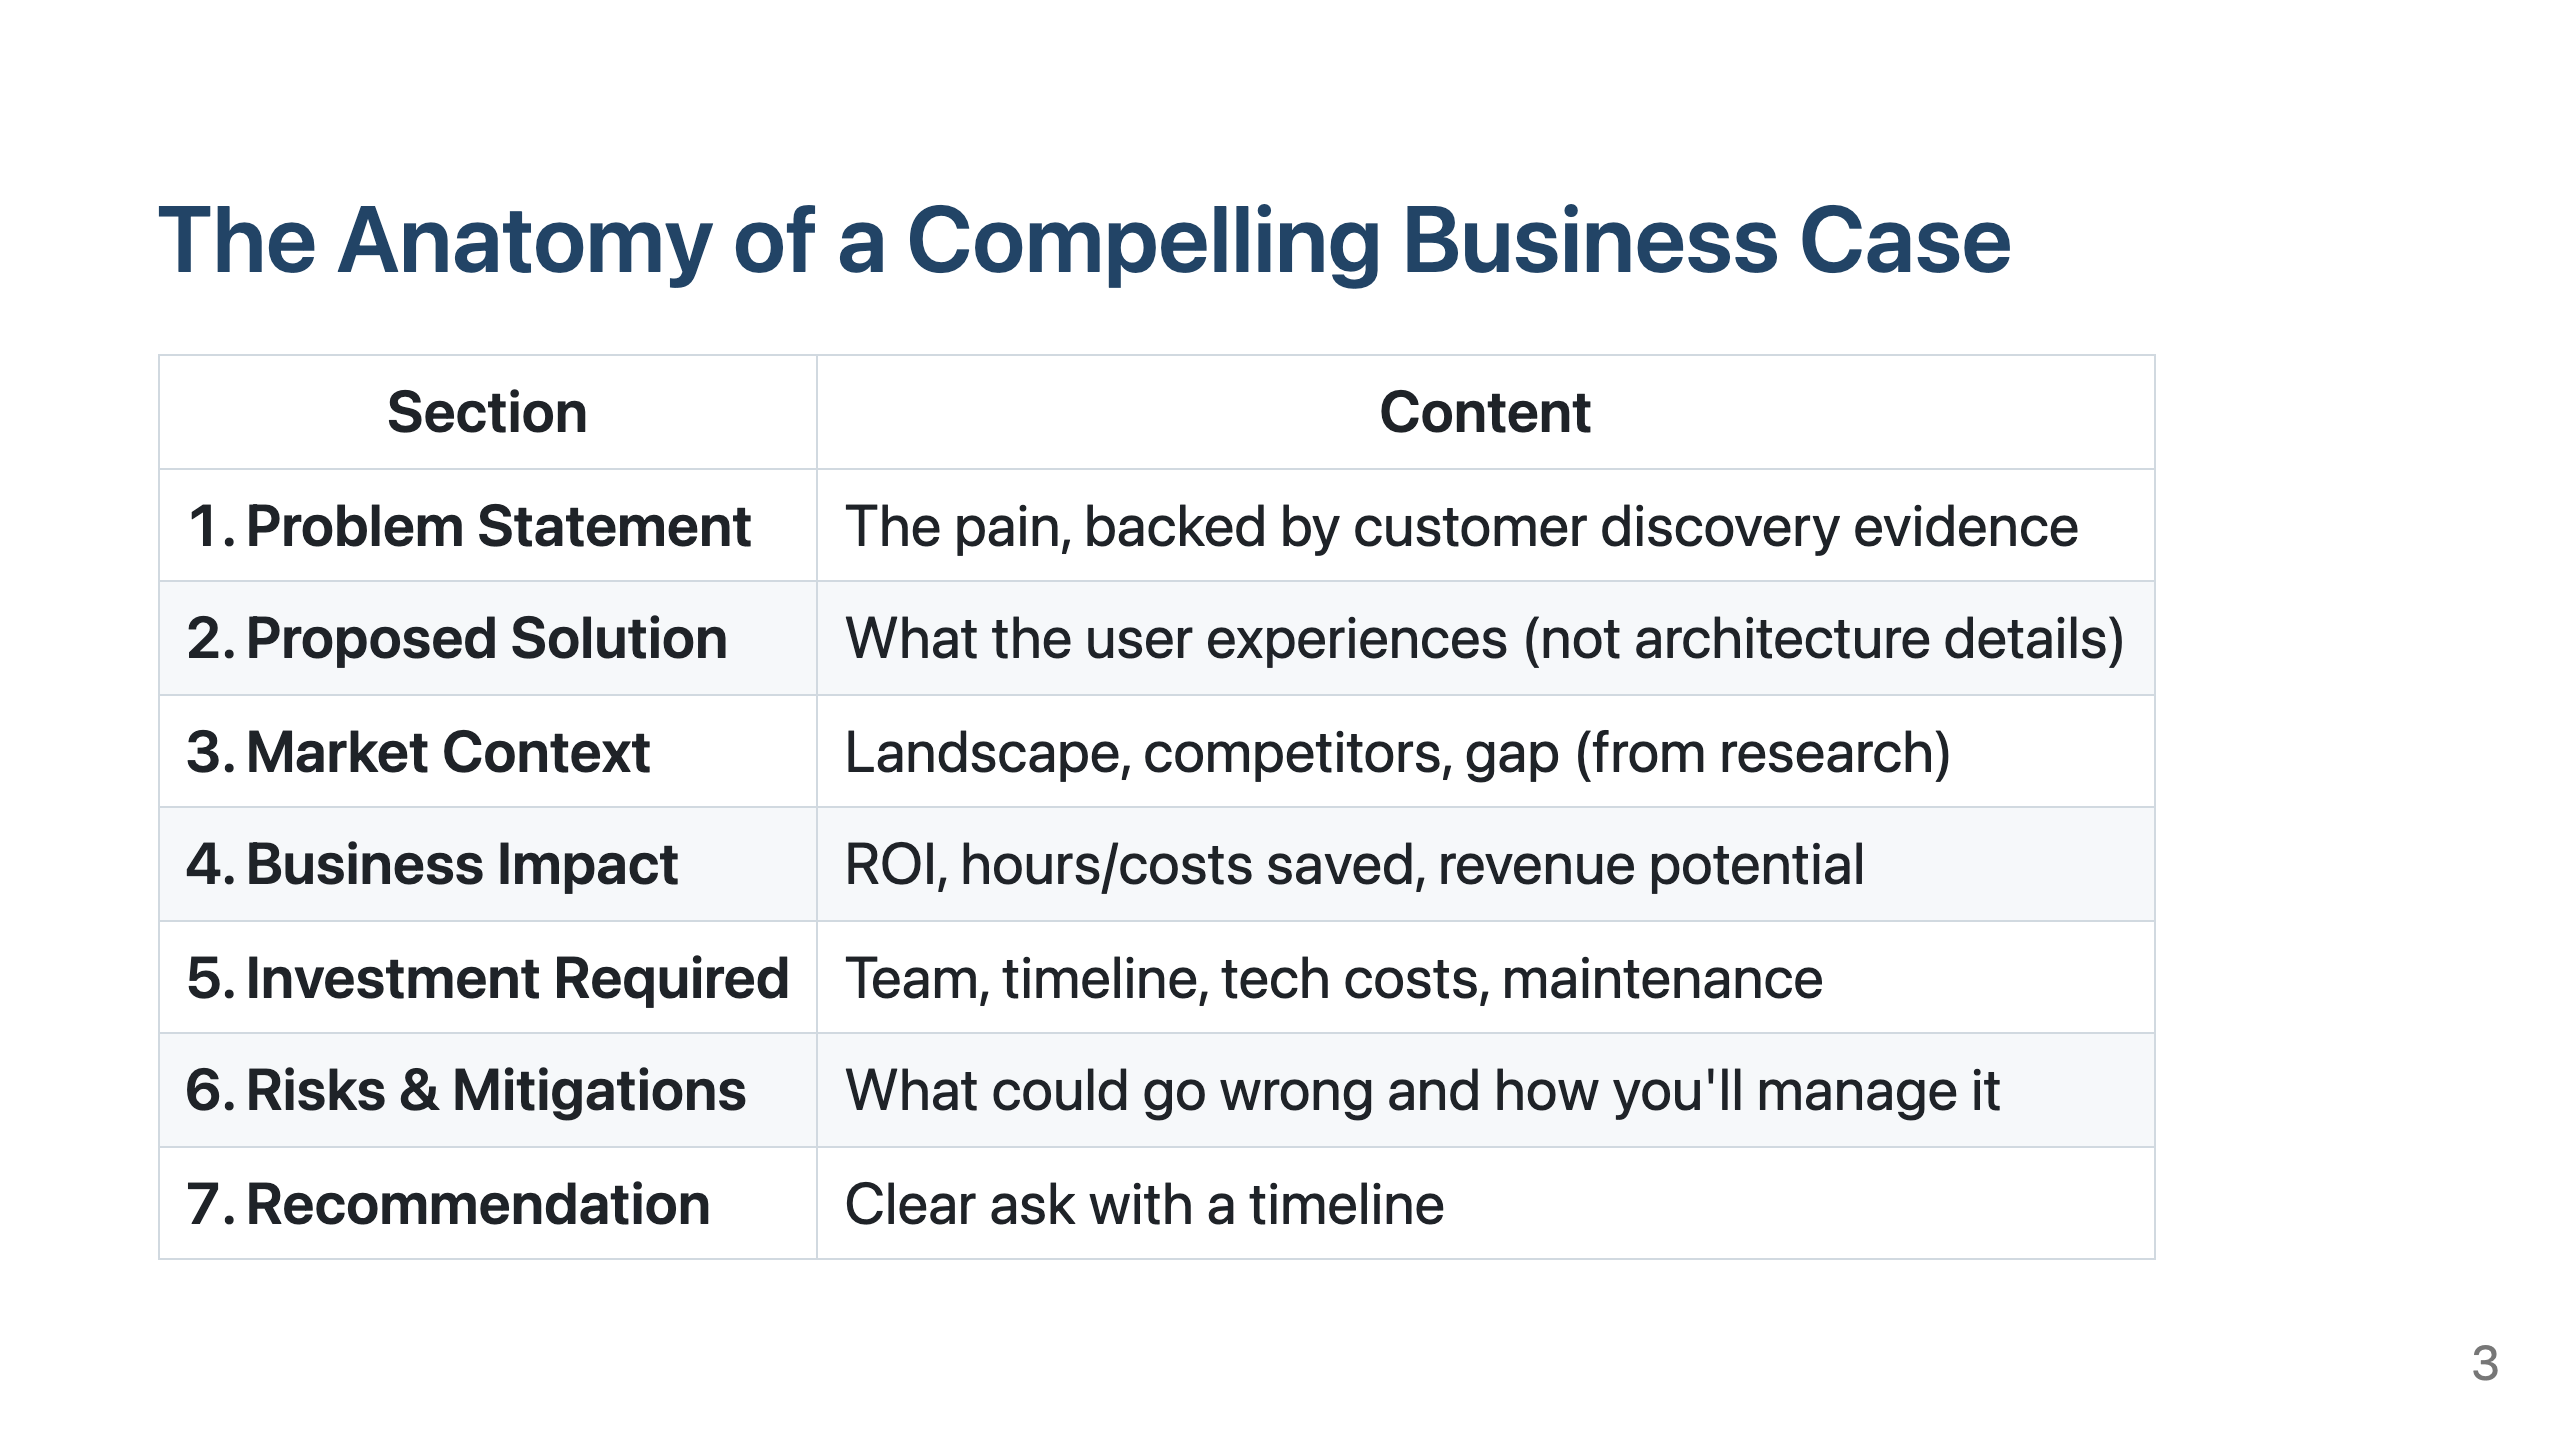 The Anatomy of a Compelling Business Case
Section Content
1. Problem Statement The pain, backed by customer discovery evidence
2. Proposed Solution What the user experiences (not architecture details)
3. Market Context Landscape, competitors, gap (from research)
4. Business Impact ROI, hours/costs saved, revenue potential
5. Investment Required Team, timeline, tech costs, maintenance
6. Risks & Mitigations What could go wrong and how you'll manage it
7. Recommendation Clear ask with a timeline
3